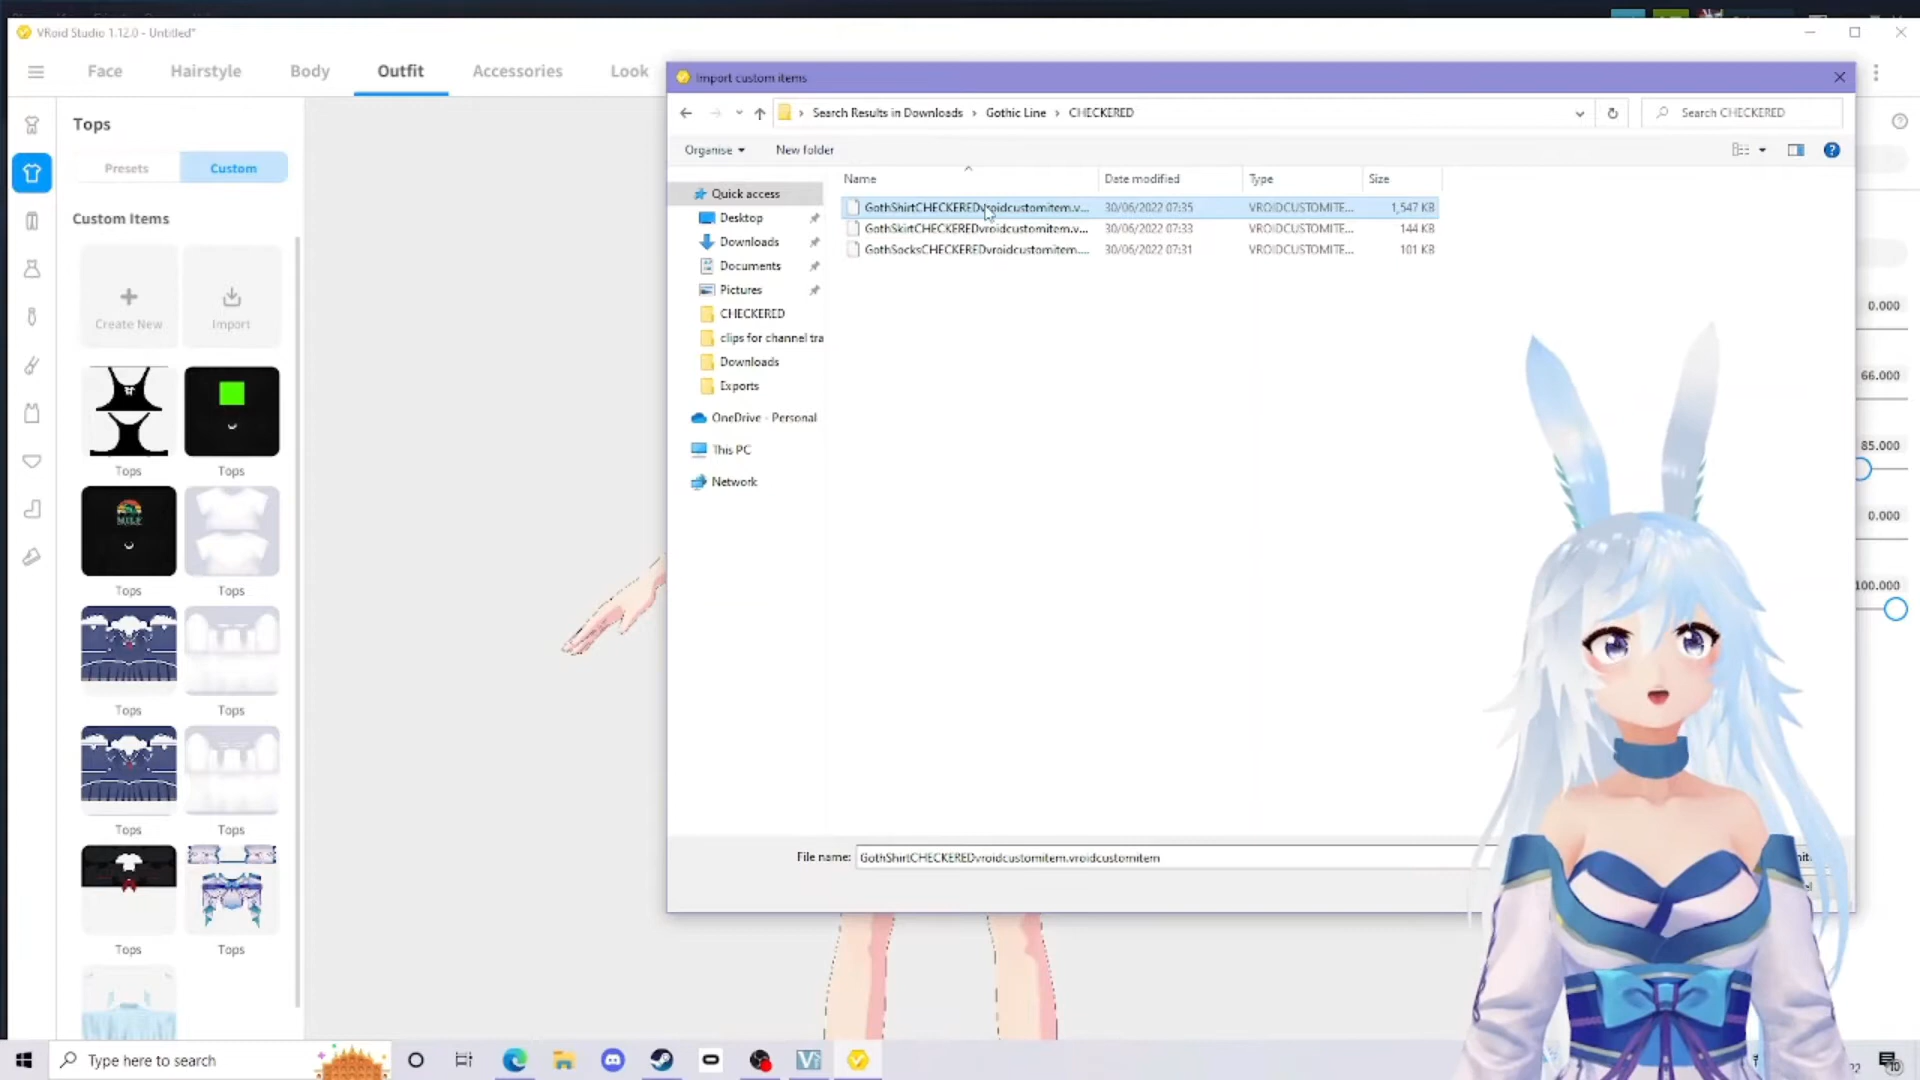 VRoid Studio 1.12.0 - Untitled*
Face
Hairstyle
Body
Outfit
Accessories
Look
Import custom items
Search Results in Downloads
Gothic Line
CHECKERED
Search CHECKERED
Tops
Organise
New folder
Presets
Custom
Name
Date modified
Type
Size
Custom Items
Quick access
GothShirtCHECKEREDvroidcustomitem.v...
30/06/2022 07:35
VROIDCUSTOMITE...
1,547 KB
Desktop
GothSkirtCHECKEREDvroidcustomitem.v...
30/06/2022 07:33
VROIDCUSTOMITE...
144 KB
Downloads
GothSocksCHECKEREDvroidcustomitem....
30/06/2022 07:31
VROIDCUSTOMITE...
101 KB
Documents
Pictures
CHECKERED
clips for channel tra
Downloads
Exports
OneDrive - Personal
This PC
Network
Create New
Import
0.000
66.000
85.000
0.000
100.000
Tops
Tops
MILF
Tops
Tops
Tops
Tops
Tops
Tops
Tops
Tops
File name:
GothShirtCHECKEREDvroidcustomitem.vroidcustomitem
Type here to search